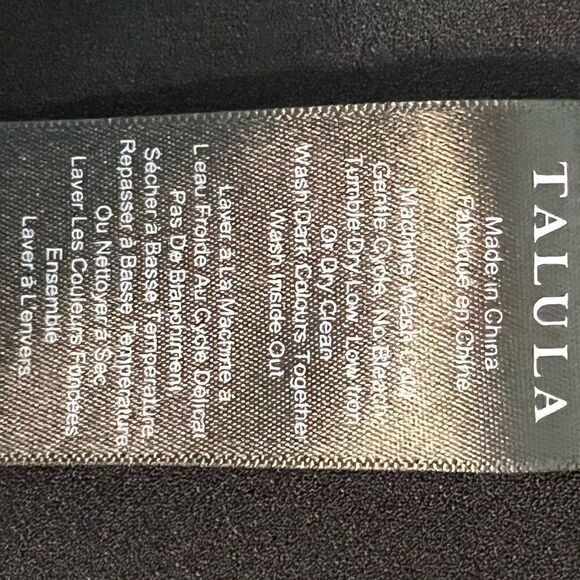 TALULA
Made in China
Fabriqué en Chine
Machine Wash Cold
Gentle Cycle, No Bleach
Tumble Dry Low, Low Iron
Or Dry Clean
Wash Dark Colours Together
Wash Inside Out
Laver à La Machine à
L'eau Froide Au Cycle Délicat
Pas De Blanchiment
Sécher à Basse Température
Repasser à Basse Température
Ou Nettoyer à Sec
Laver Les Couleurs Foncées
Ensemble
Laver à L'envers